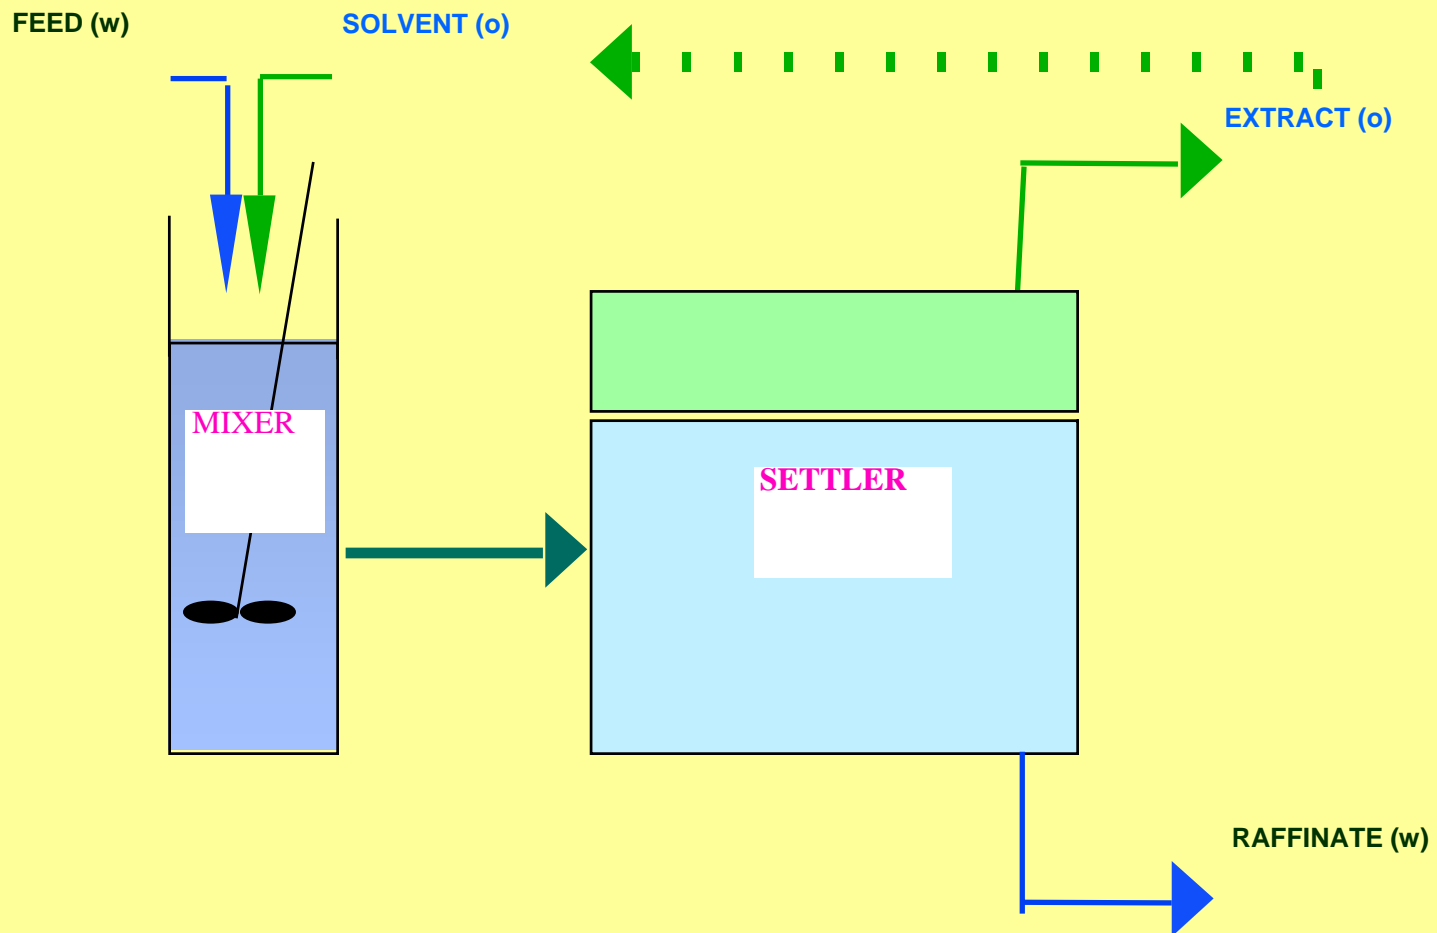 FEED (w)
SOLVENT (o)
EXTRACT (o)
MIXER
SETTLER
RAFFINATE (w)